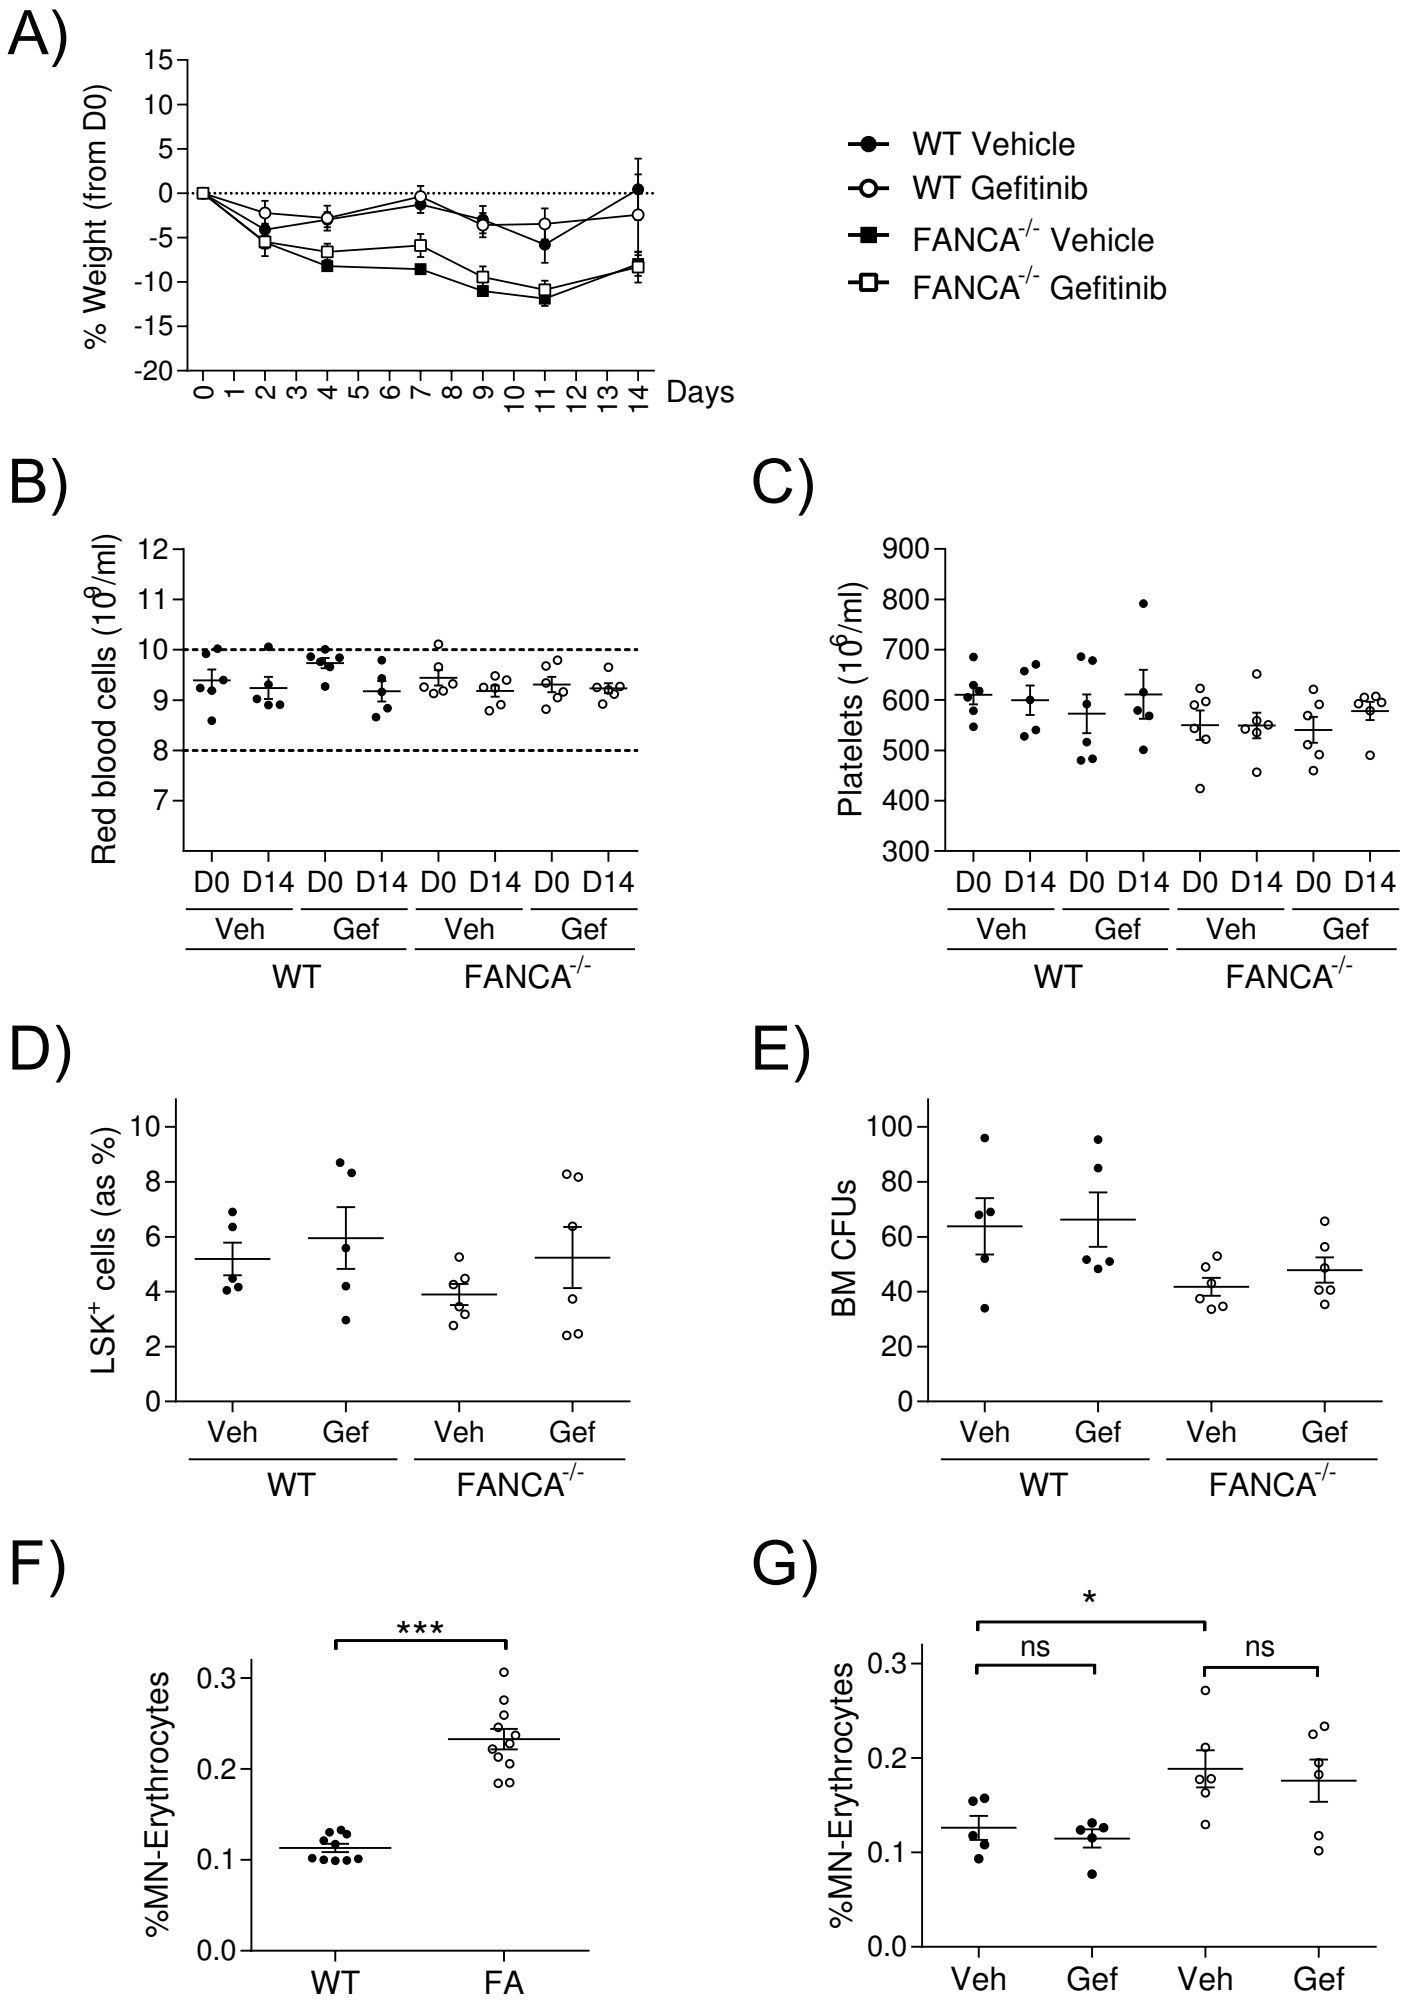 A)
% Weight (from D0)
15
10
5
0
-5
-10
-15
-20
0 1 2 3 4 5 6 7 8 9 10 11 12 13 14 Days
WT Vehicle
WT Gefitinib
FANCA-/- Vehicle
FANCA-/- Gefitinib
B)
Red blood cells (10^9/ml)
12
11
10
9
8
7
D0 D14 D0 D14 D0 D14 D0 D14
Veh Gef Veh Gef
WT FANCA-/-
C)
Platelets (10^6/ml)
900
800
700
600
500
400
300
D0 D14 D0 D14 D0 D14 D0 D14
Veh Gef Veh Gef
WT FANCA-/-
D)
LSK+ cells (as %)
10
8
6
4
2
0
Veh Gef Veh Gef
WT FANCA-/-
E)
BM CFUs
100
80
60
40
20
0
Veh Gef Veh Gef
WT FANCA-/-
F)
%MN-Erythrocytes
***
0.3
0.2
0.1
0.0
WT FA
G)
%MN-Erythrocytes
*
ns ns
0.3
0.2
0.1
0.0
Veh Gef Veh Gef